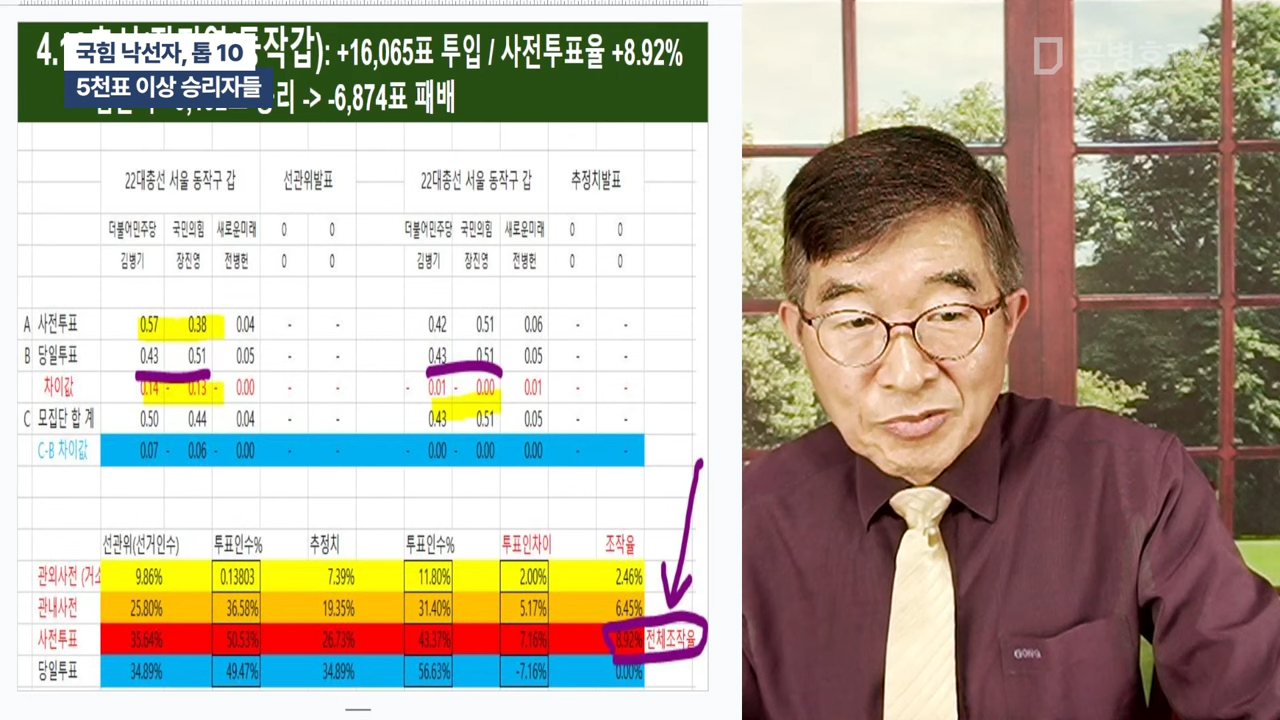 국힘 낙선자, 톱 10
5천표 이상 승리자들
동작갑): +16,065표 투입 / 사전투표율 +8.92%
-> -6,874표 패배
22대총선 서울 동작구 갑 선관위발표 22대총선 서울 동작구 갑 추정치발표
더불어민주당 국민의힘 새로운미래 0 0 더불어민주당 국민의힘 새로운미래 0 0
김병기 장진영 전병헌 0 0 김병기 장진영 전병헌 0 0
A 사전투표 0.57 0.38 0.04 - - 0.42 0.51 0.06 - -
B 당일투표 0.43 0.51 0.05 - - 0.43 0.51 0.05 - -
차이값 0.14 - 0.13 - 0.00 - - - 0.01 - 0.00 0.01 - -
C 모집단 합 계 0.50 0.44 0.04 - - 0.43 0.51 0.05 - -
C-B 차이값 0.07 - 0.06 - 0.00 - - - 0.00 - 0.00 0.00 - -
선관위(선거인수) 투표인수% 추정치 투표인수% 투표인차이 조작율
관외사전 (거소 9.86% 0.13803 7.39% 11.80% 2.00% 2.46%
관내사전 25.80% 36.58% 19.35% 31.40% 5.17% 6.45%
사전투표 35.64% 50.53% 26.73% 43.37% 7.16% 8.92% 전체조작율
당일투표 34.89% 49.47% 34.89% 56.63% -7.16% 0.00%
공병호
GONG